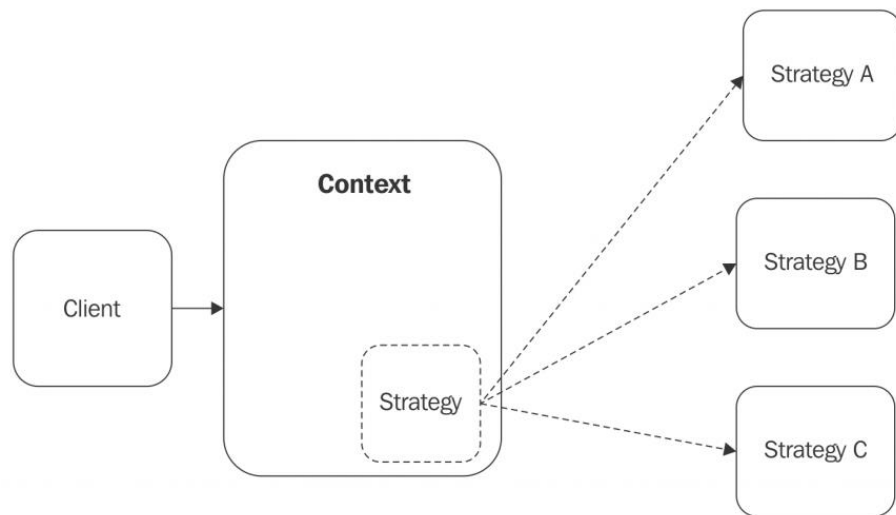 Client
Context
Strategy
Strategy A
Strategy B
Strategy C